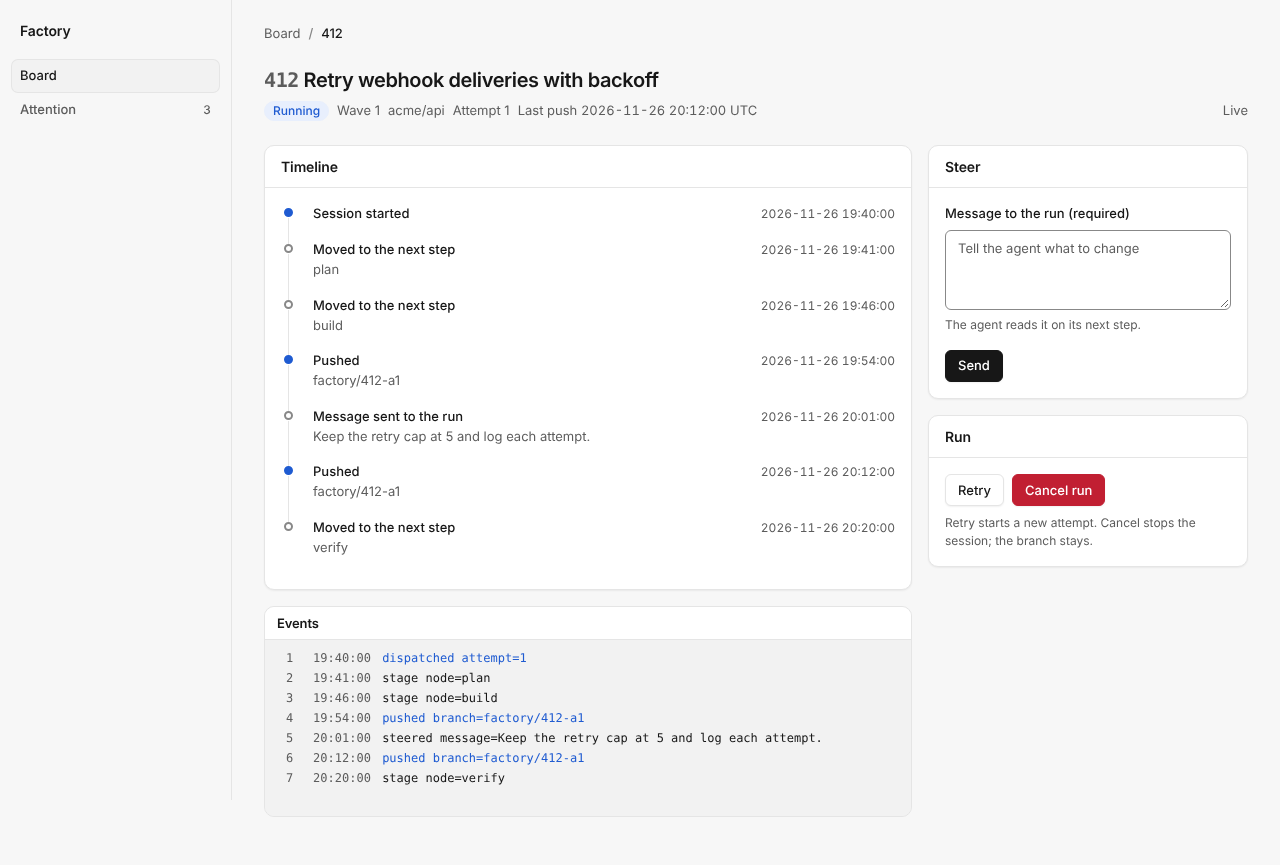 Factory
Board
Attention 3
Board / 412
412 Retry webhook deliveries with backoff
Running Wave 1 acme/api Attempt 1 Last push 2026-11-26 20:12:00 UTC Live
Timeline
Session started 2026-11-26 19:40:00
Moved to the next step 2026-11-26 19:41:00
plan
Moved to the next step 2026-11-26 19:46:00
build
Pushed 2026-11-26 19:54:00
factory/412-a1
Message sent to the run 2026-11-26 20:01:00
Keep the retry cap at 5 and log each attempt.
Pushed 2026-11-26 20:12:00
factory/412-a1
Moved to the next step 2026-11-26 20:20:00
verify
Steer
Message to the run (required)
Tell the agent what to change
The agent reads it on its next step.
Send
Run
Retry Cancel run
Retry starts a new attempt. Cancel stops the
session; the branch stays.
Events
1 19:40:00 dispatched attempt=1
2 19:41:00 stage node=plan
3 19:46:00 stage node=build
4 19:54:00 pushed branch=factory/412-a1
5 20:01:00 steered message=Keep the retry cap at 5 and log each attempt.
6 20:12:00 pushed branch=factory/412-a1
7 20:20:00 stage node=verify